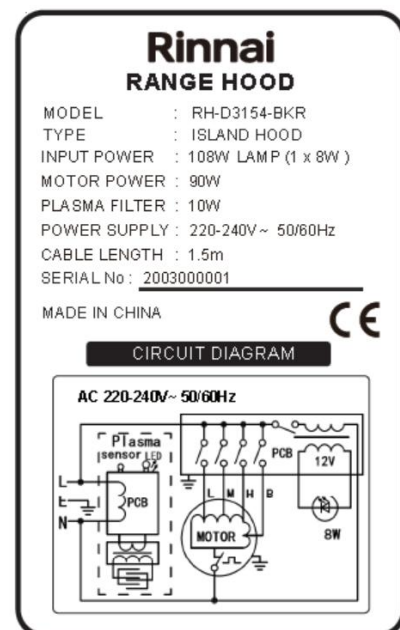 Rinnai
RANGE HOOD
MODEL : RH-D3154-BKR
TYPE : ISLAND HOOD
INPUT POWER : 108W LAMP (1 x 8W )
MOTOR POWER : 90W
PLASMA FILTER : 10W
POWER SUPPLY : 220-240V~ 50/60Hz
CABLE LENGTH : 1.5m
SERIAL No : 2003000001
MADE IN CHINA
CE
CIRCUIT DIAGRAM
AC 220-240V~ 50/60Hz
Plasma
sensor LED
PCB
12V
L
E
N
PCB
L M H B
8W
MOTOR